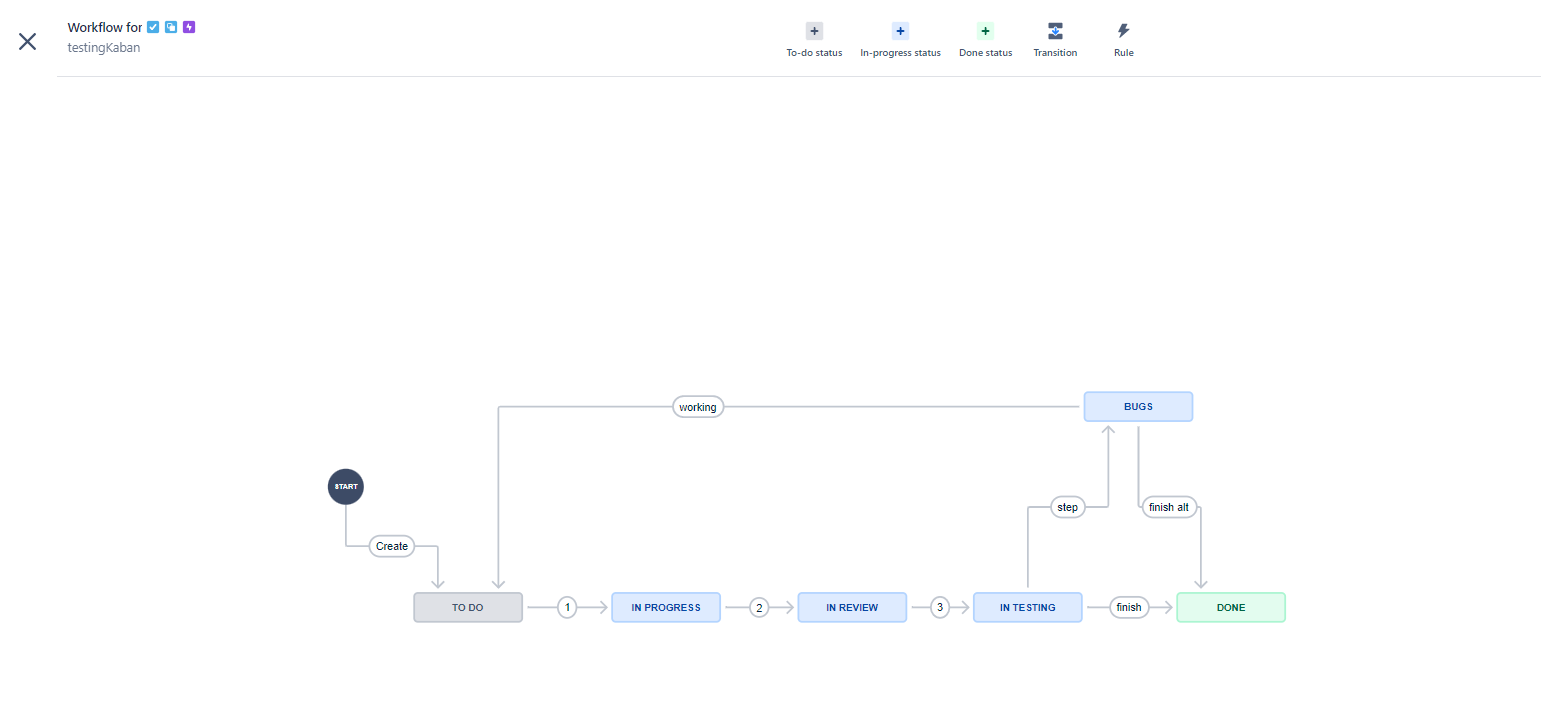 Workflow for
testingKaban
To-do status
In-progress status
Done status
Transition
Rule
working
BUGS
START
step
finish alt
Create
TO DO
1
IN PROGRESS
2
IN REVIEW
3
IN TESTING
finish
DONE